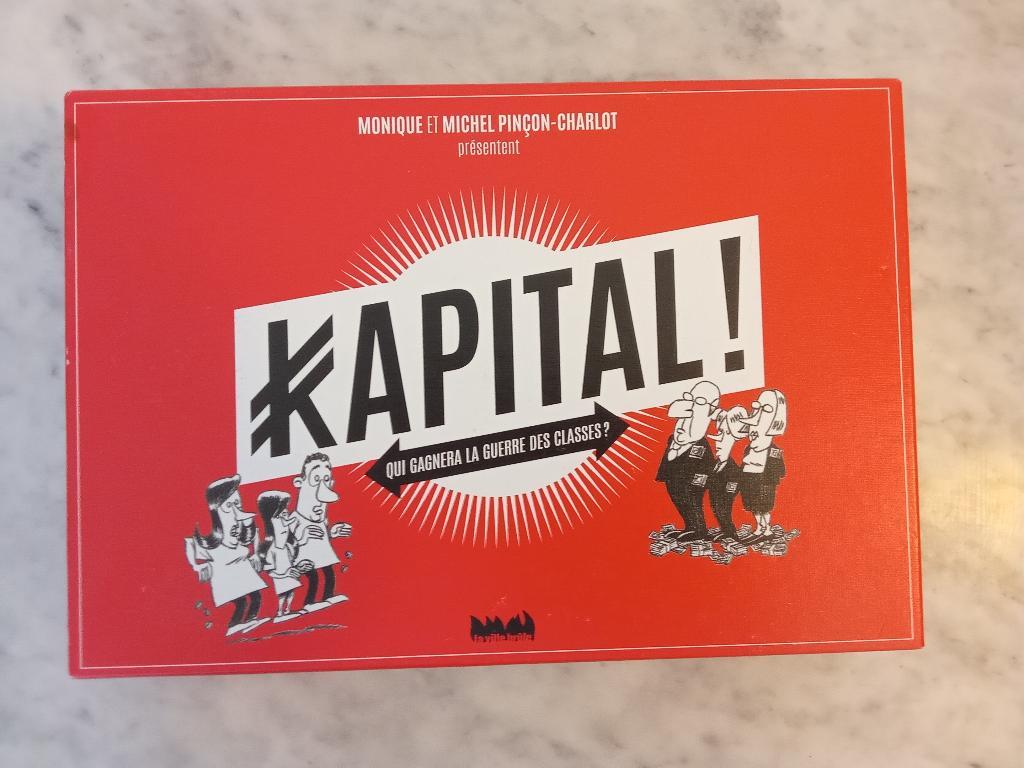 MONIQUE ET MICHEL PINÇON-CHARLOT
présentent
KAPITAL !
QUI GAGNERA LA GUERRE DES CLASSES ?
la ville brûle